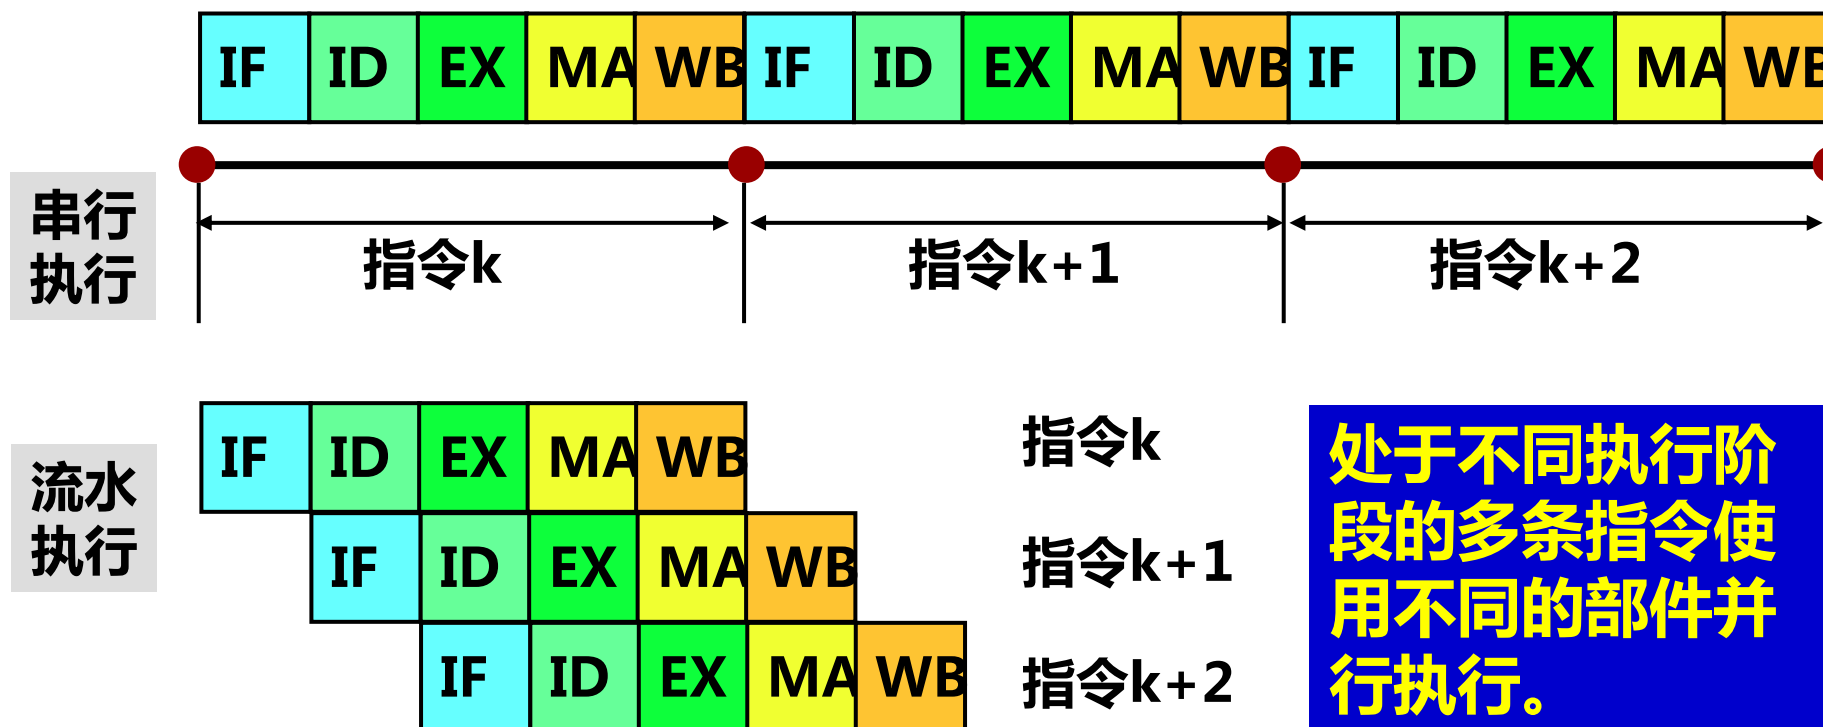 IF ID EX MA WB IF ID EX MA WB IF ID EX MA WB
串行
执行
指令k 指令k+1 指令k+2
流水
执行
IF ID EX MA WB 指令k
IF ID EX MA WB 指令k+1
IF ID EX MA WB 指令k+2
处于不同执行阶
段的多条指令使
用不同的部件并
行执行。